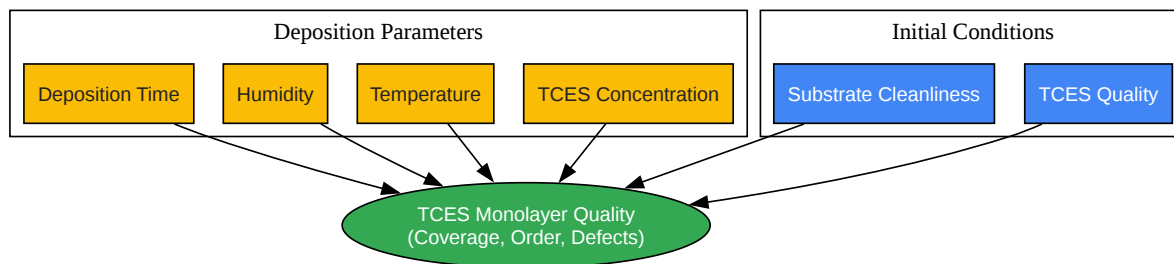 Deposition Parameters
Initial Conditions
Deposition Time
Humidity
Temperature
TCES Concentration
Substrate Cleanliness
TCES Quality
TCES Monolayer Quality
(Coverage, Order, Defects)